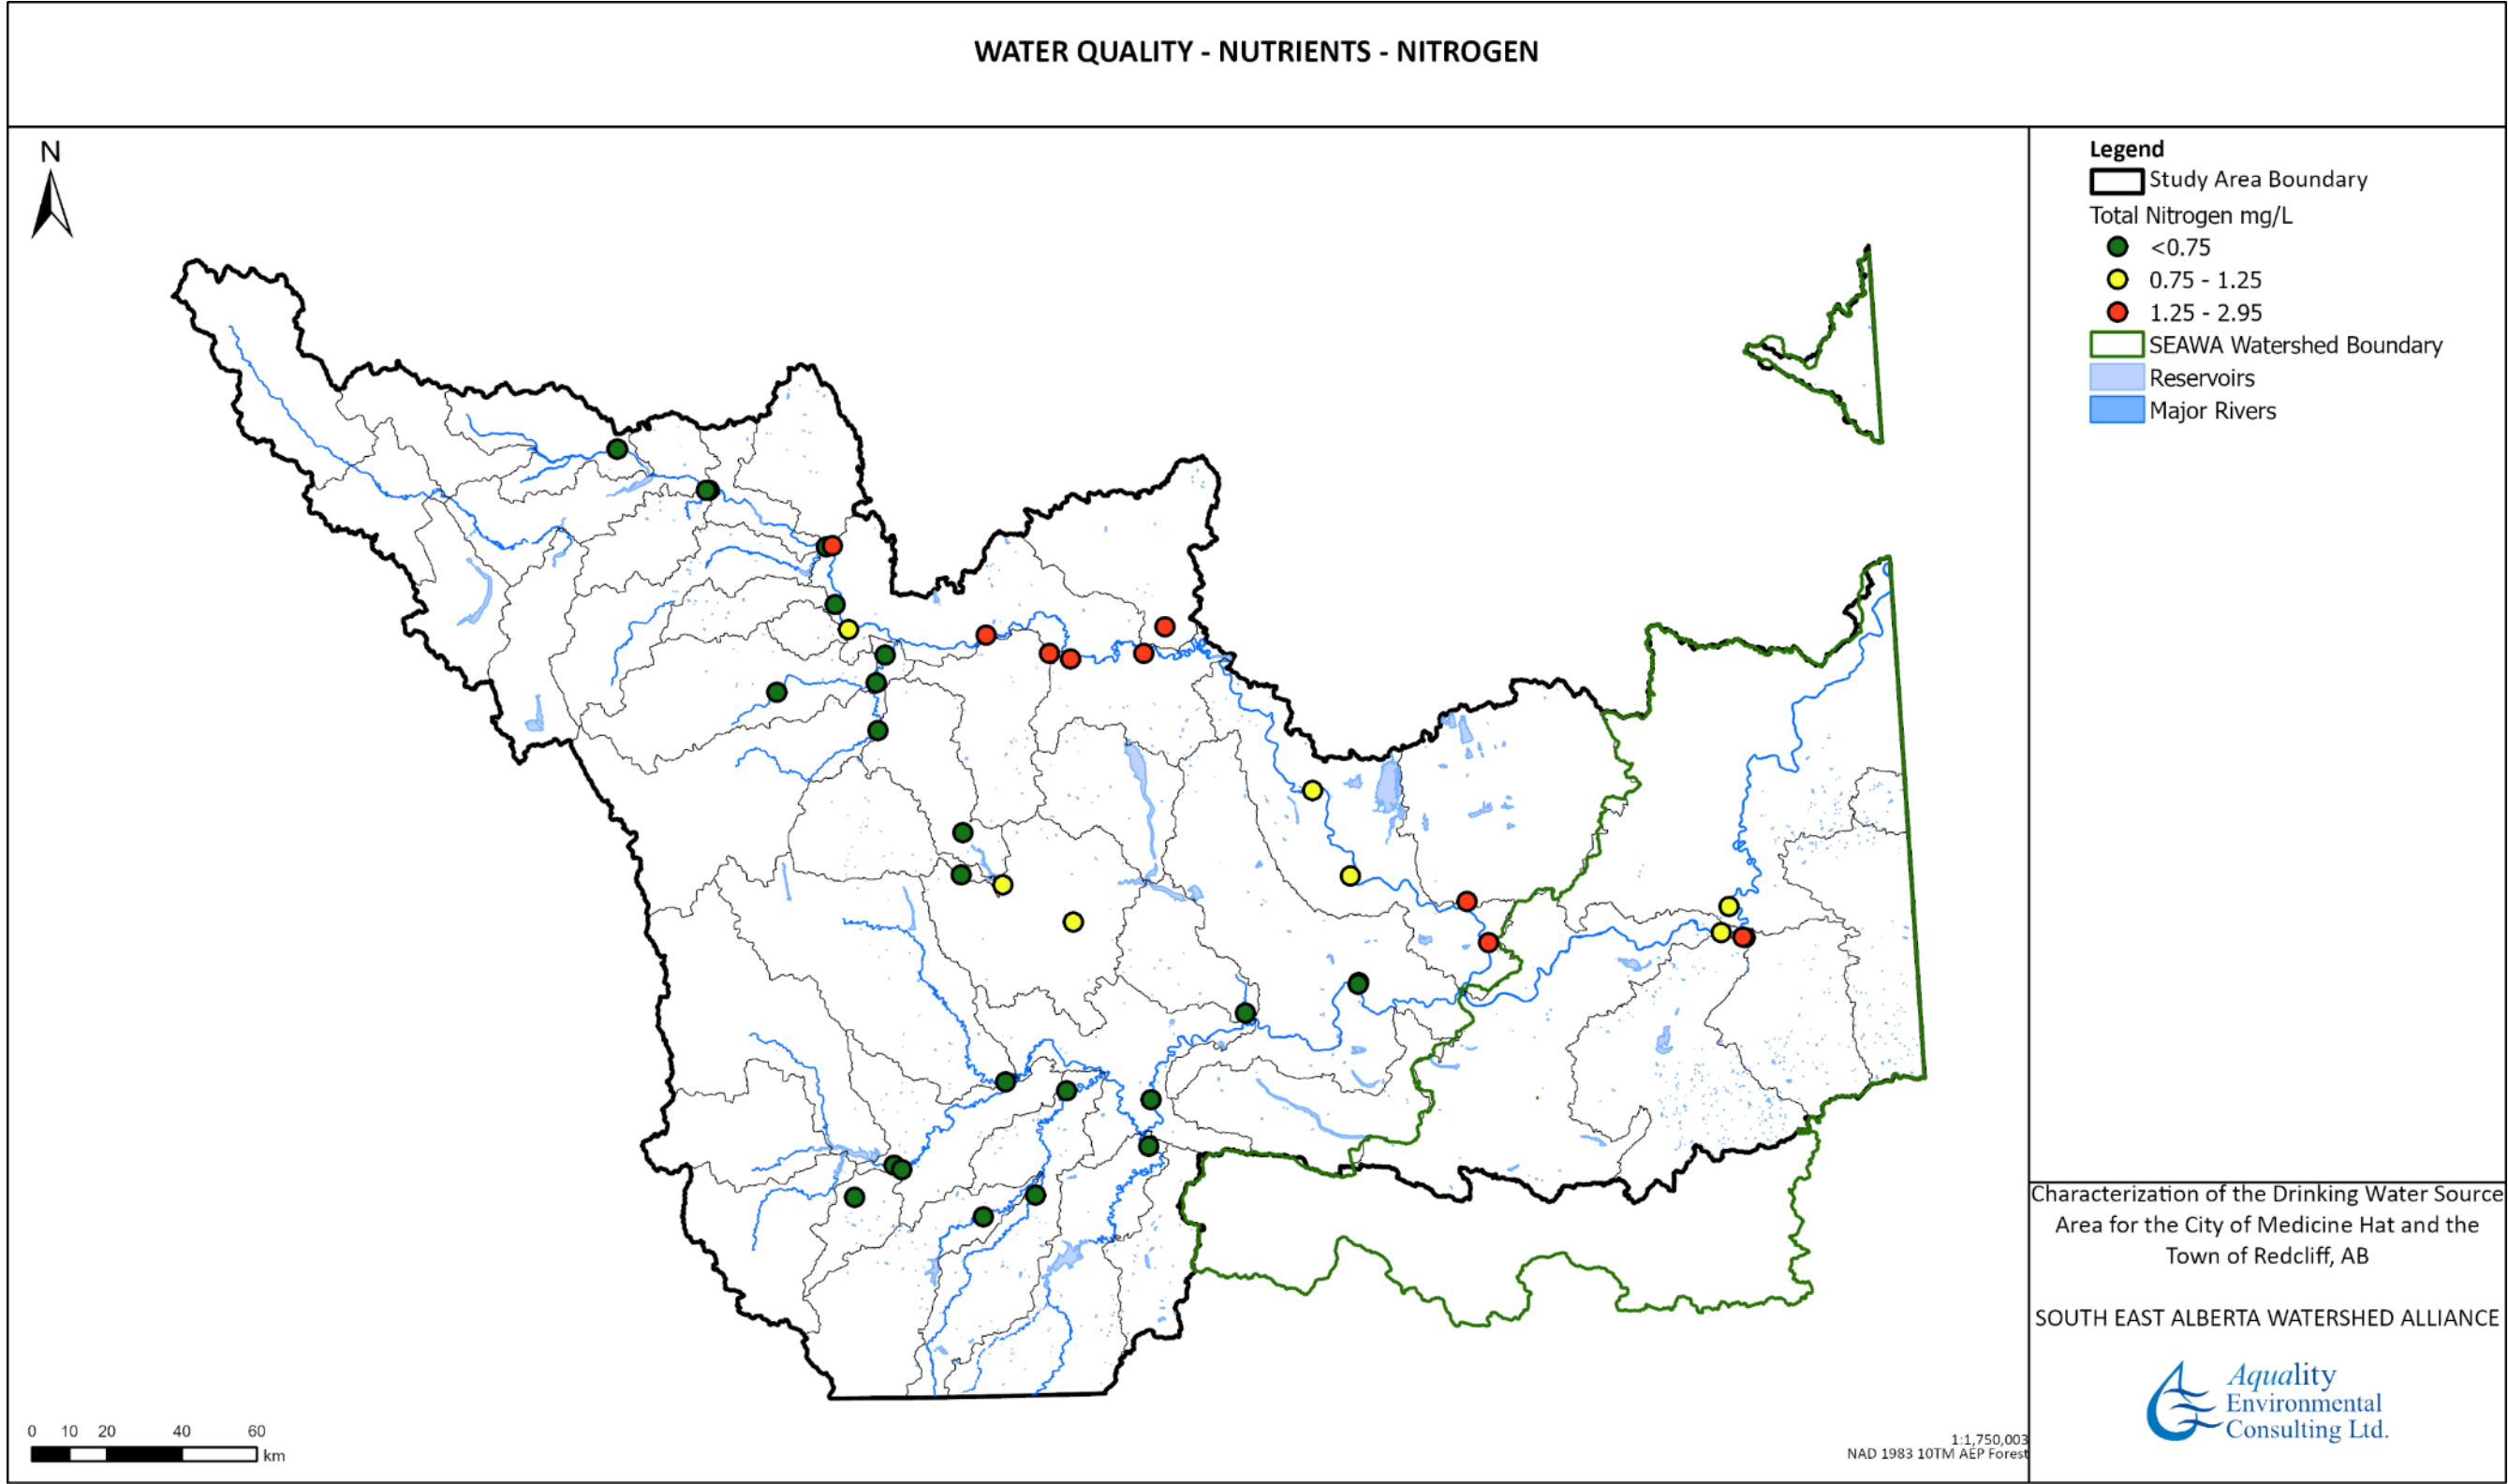 WATER QUALITY - NUTRIENTS - NITROGEN
N
Legend
Study Area Boundary
Total Nitrogen mg/L
<0.75
0.75 - 1.25
1.25 - 2.95
SEAWA Watershed Boundary
Reservoirs
Major Rivers
Characterization of the Drinking Water Source
Area for the City of Medicine Hat and the
Town of Redcliff, AB
SOUTH EAST ALBERTA WATERSHED ALLIANCE
Aquality
Environmental
Consulting Ltd.
0 10 20 40 60
km
1:1,750,003
NAD 1983 10TM AEP Forest